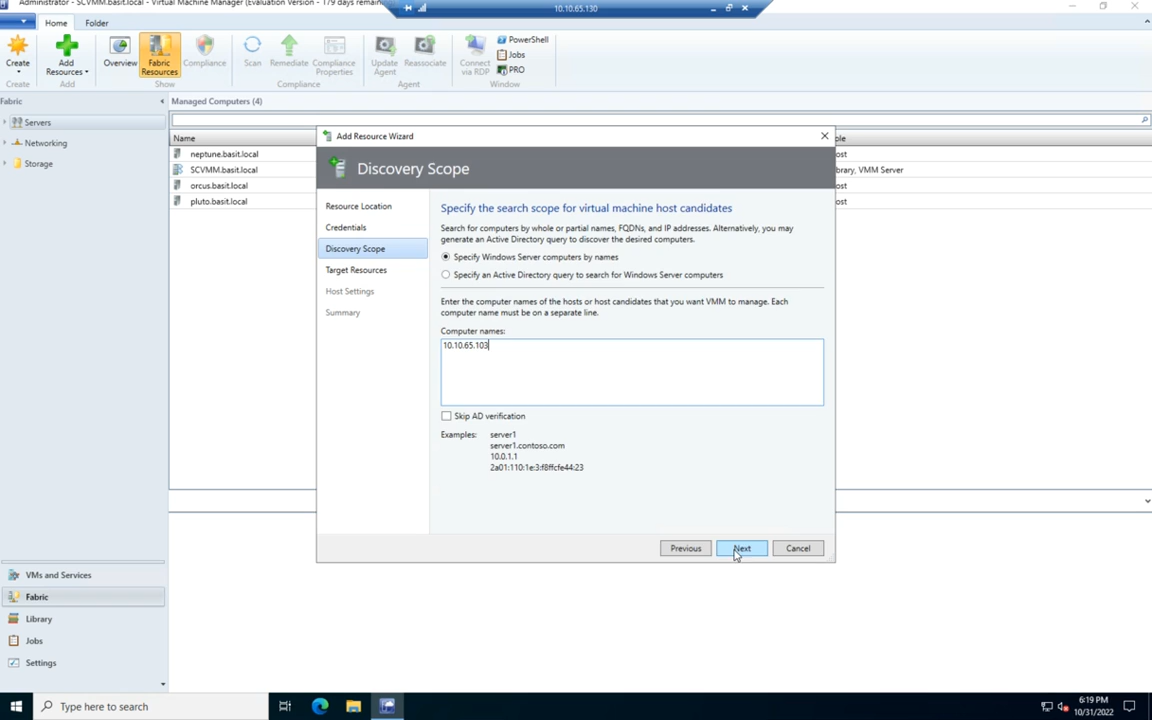 Administrator - SCVMM.basit.local - Virtual Machine Manager (Evaluation Version - 179 days remain
10.10.65.130
Home
Folder
Create
Add Resources
Overview
Fabric Resources
Compliance
Scan
Remediate
Compliance Properties
Update Agent
Reassociate
Connect via RDP
PowerShell
Jobs
PRO
Create
Add
Show
Compliance
Agent
Window
Fabric
Servers
Networking
Storage
Managed Computers (4)
Name
ole
neptune.basit.local
ost
SCVMM.basit.local
brary, VMM Server
orcus.basit.local
ost
pluto.basit.local
ost
Add Resource Wizard
Discovery Scope
Resource Location
Credentials
Discovery Scope
Target Resources
Host Settings
Summary
Specify the search scope for virtual machine host candidates
Search for computers by whole or partial names, FQDNs, and IP addresses. Alternatively, you may
generate an Active Directory query to discover the desired computers.
Specify Windows Server computers by names
Specify an Active Directory query to search for Windows Server computers
Enter the computer names of the hosts or host candidates that you want VMM to manage. Each
computer name must be on a separate line.
Computer names:
10.10.65.103
Skip AD verification
Examples:
server1
server1.contoso.com
10.0.1.1
2a01:110:1e:3:f8ffcfe44:23
Previous
Next
Cancel
VMs and Services
Fabric
Library
Jobs
Settings
Type here to search
6:19 PM
10/31/2022